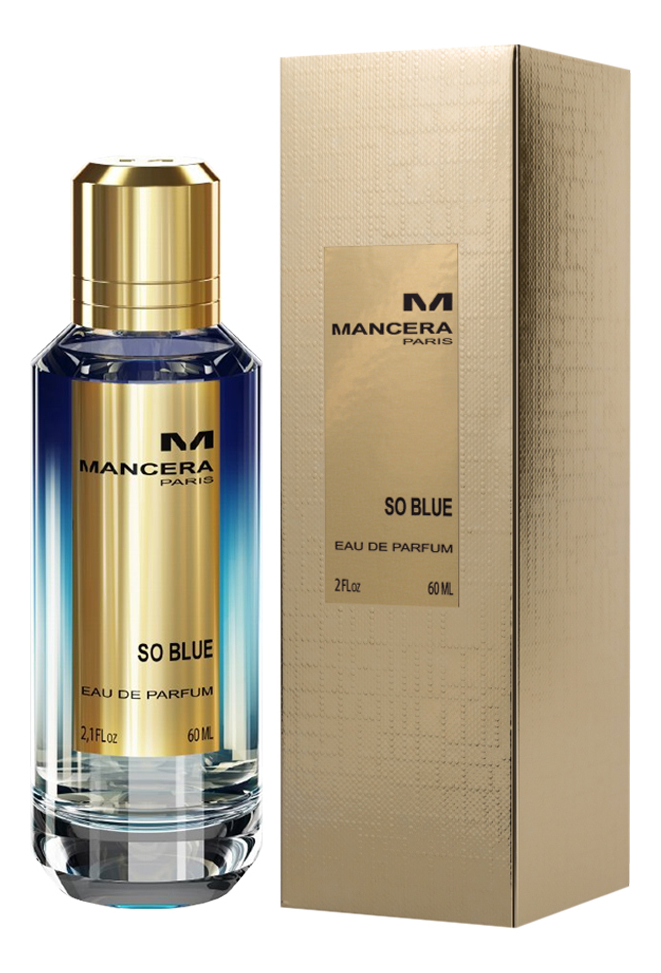 M
MANCERA
PARIS
SO BLUE
EAU DE PARFUM
2,1FLoz 60 ML
M
MANCERA
PARIS
SO BLUE
EAU DE PARFUM
2FLoz 60 ML